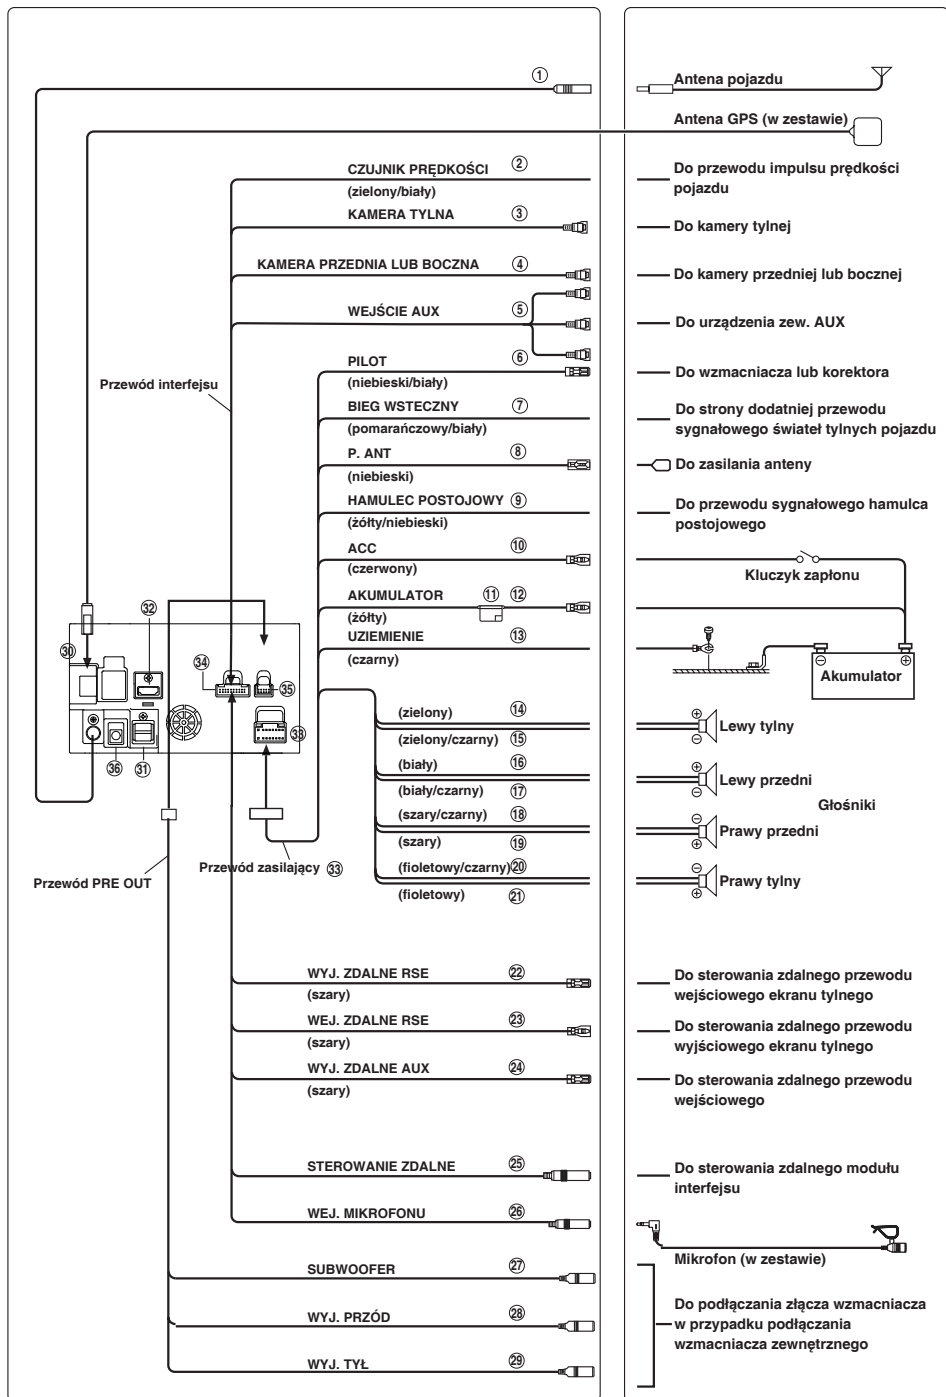 ①
Antena pojazdu
Antena GPS (w zestawie)
CZUJNIK PRĘDKOŚCI ②
(zielony/biały)
Do przewodu impulsu prędkości
pojazdu
KAMERA TYLNA ③
Do kamery tylnej
KAMERA PRZEDNIA LUB BOCZNA ④
Do kamery przedniej lub bocznej
WEJŚCIE AUX ⑤
Do urządzenia zew. AUX
Przewód interfejsu
PILOT ⑥
(niebieski/biały)
Do wzmacniacza lub korektora
BIEG WSTECZNY ⑦
(pomarańczowy/biały)
Do strony dodatniej przewodu
sygnałowego świateł tylnych pojazdu
P. ANT ⑧
(niebieski)
Do zasilania anteny
HAMULEC POSTOJOWY ⑨
(żółty/niebieski)
Do przewodu sygnałowego hamulca
postojowego
ACC ⑩
(czerwony)
Kluczyk zapłonu
AKUMULATOR ⑪ ⑫
(żółty)
UZIEMIENIE ⑬
(czarny)
⊖ ⊕
Akumulator
㉚ ㉜ ㉞ ㉟ ㉝ ㊱ ㉛
(zielony) ⑭
(zielony/czarny) ⑮
⊕
⊖
Lewy tylny
(biały) ⑯
(biały/czarny) ⑰
⊕
⊖
Lewy przedni
Głośniki
(szary/czarny) ⑱
(szary) ⑲
⊖
⊕
Prawy przedni
(fioletowy/czarny) ⑳
(fioletowy) ㉑
⊖
⊕
Prawy tylny
Przewód zasilający ㉝
Przewód PRE OUT
WYJ. ZDALNE RSE ㉒
(szary)
Do sterowania zdalnego przewodu
wejściowego ekranu tylnego
WEJ. ZDALNE RSE ㉓
(szary)
Do sterowania zdalnego przewodu
wyjściowego ekranu tylnego
WYJ. ZDALNE AUX ㉔
(szary)
Do sterowania zdalnego przewodu
wejściowego
STEROWANIE ZDALNE ㉕
Do sterowania zdalnego modułu
interfejsu
WEJ. MIKROFONU ㉖
Mikrofon (w zestawie)
SUBWOOFER ㉗
WYJ. PRZÓD ㉘
Do podłączania złącza wzmacniacza
w przypadku podłączania
wzmacniacza zewnętrznego
WYJ. TYŁ ㉙